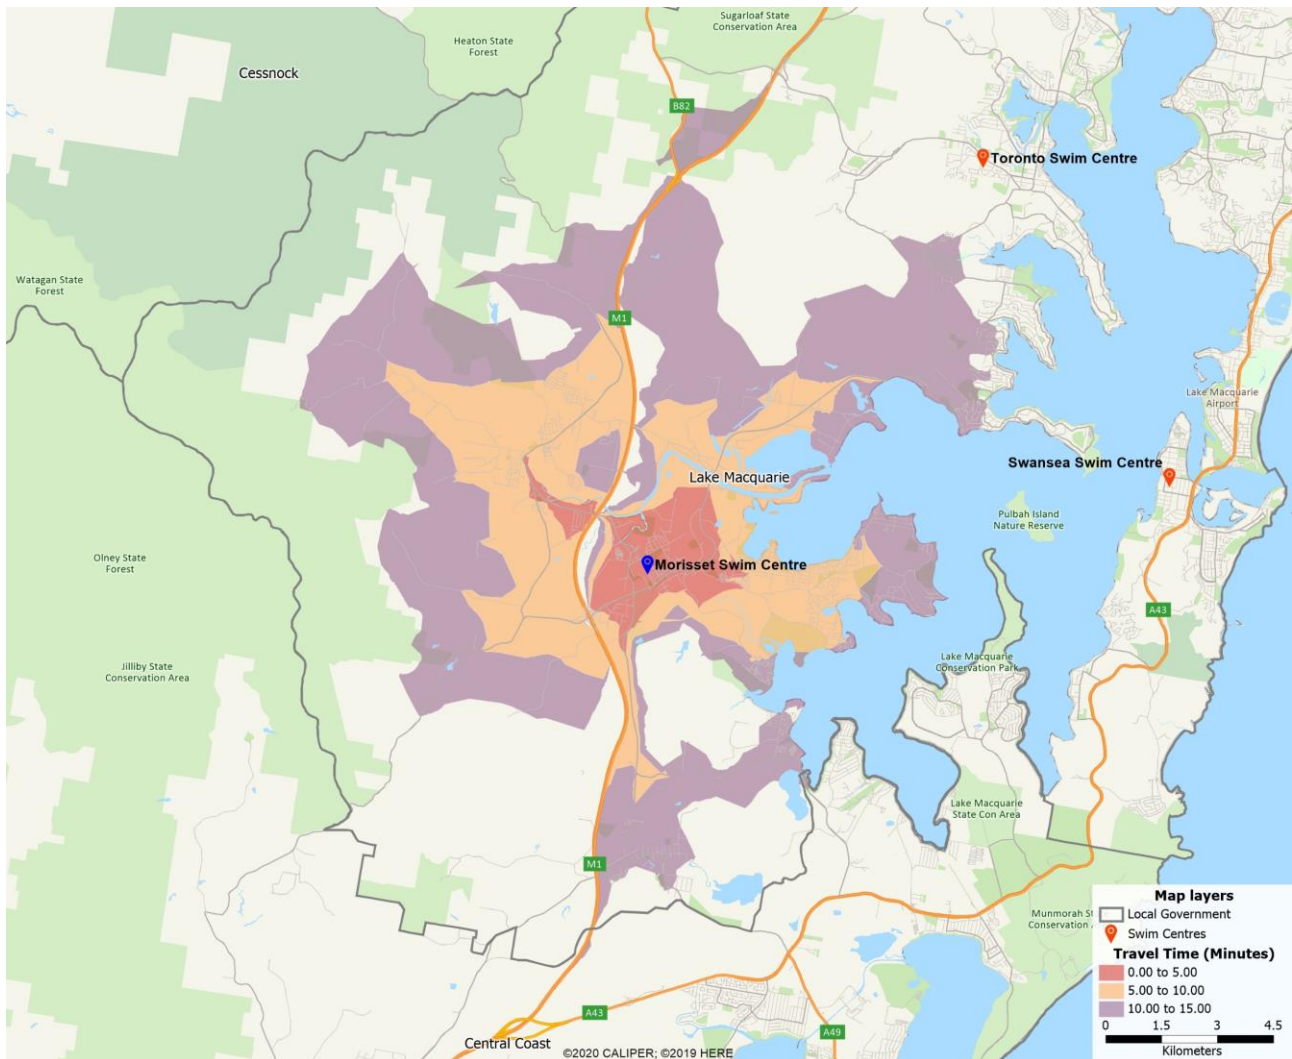 Sugarloaf State
Conservation Area
Heaton State
Forest
Cessnock
B82
Toronto Swim Centre
Watagan State
Forest
M1
Lake Macquarie
Airport
Swansea Swim Centre
Lake Macquarie
Pulbah Island
Nature Reserve
Olney State
Forest
Morisset Swim Centre
A43
Lake Macquarie
Conservation Park
Jilliby State
Conservation Area
Lake Macquarie
State Con Area
M1
Munmorah St
Conservation A
A43
A49
Central Coast
©2020 CALIPER; ©2019 HERE
Map layers
Local Government
Swim Centres
Travel Time (Minutes)
0.00 to 5.00
5.00 to 10.00
10.00 to 15.00
0 1.5 3 4.5
Kilometers